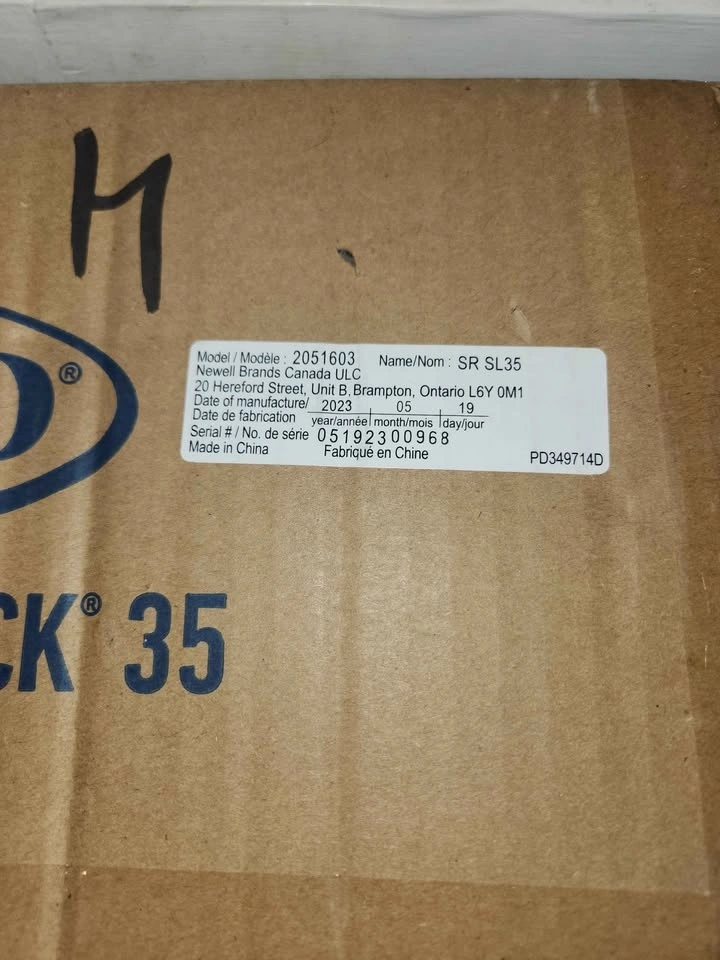 H
®
Model / Modèle : 2051603 Name/Nom : SR SL35
Newell Brands Canada ULC
20 Hereford Street, Unit B, Brampton, Ontario L6Y 0M1
Date of manufacture/ 2023 05 19
Date de fabrication year/année month/mois day/jour
Serial # / No. de série 05192300968
Made in China Fabriqué en Chine PD349714D
CK® 35